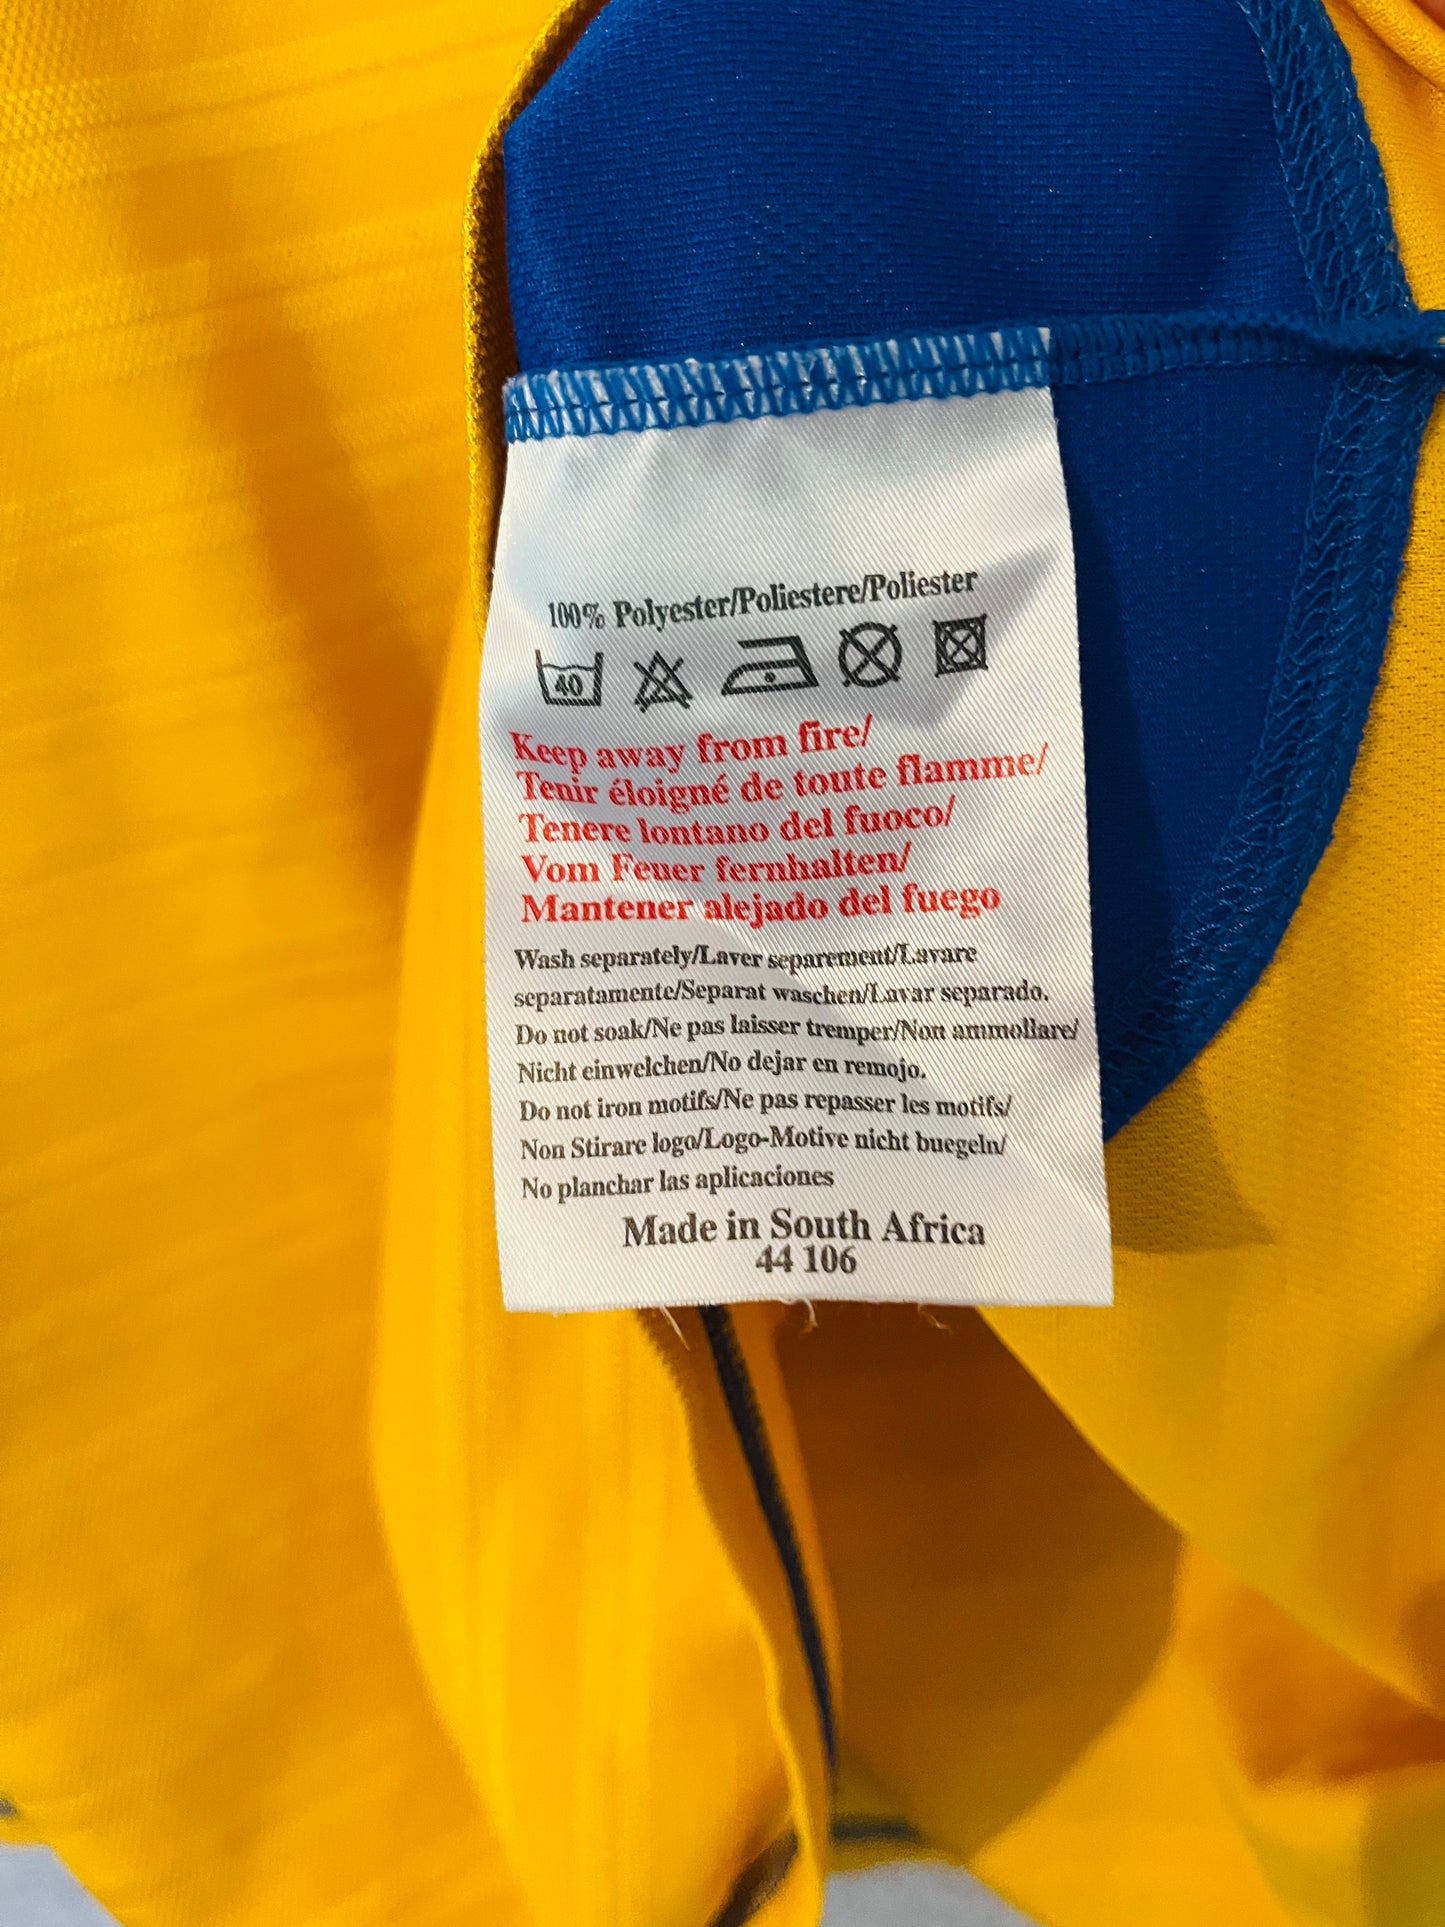 100% Polyester/Poliestere/Poliester
40
Keep away from fire/
Tenir éloigné de toute flamme/
Tenere lontano del fuoco/
Vom Feuer fernhalten/
Mantener alejado del fuego
Wash separately/Laver separement/Lavare
separatamente/Separat waschen/Lavar separado.
Do not soak/Ne pas laisser tremper/Non ammollare/
Nicht einwelchen/No dejar en remojo.
Do not iron motifs/Ne pas repasser les motifs/
Non Stirare logo/Logo-Motive nicht buegeln/
No planchar las aplicaciones
Made in South Africa
44 106